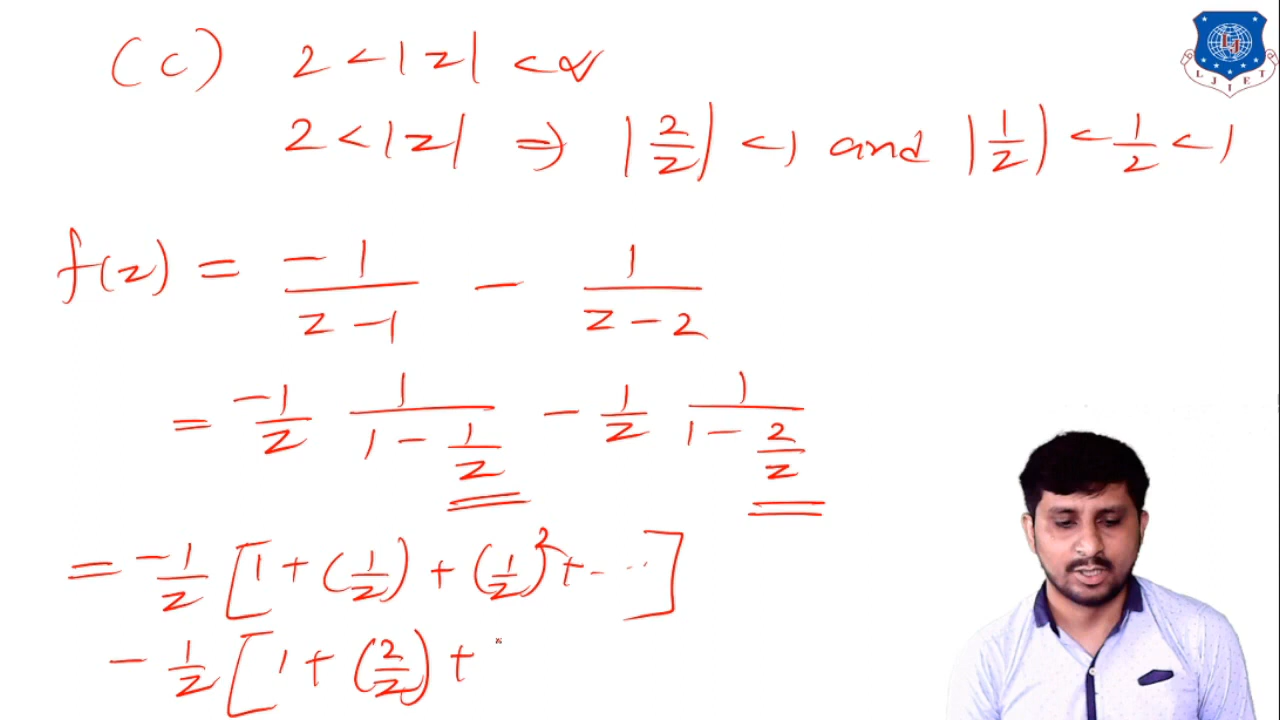 (c) 2 < |z| < ∝
2 < |z| ⇒ |2/z| < 1 and |1/z| < 1/2 < 1
f(z) = -1/(z-1) - 1/(z-2)
= -1/z 1/(1 - 1/z) - 1/z 1/(1 - 2/z)
= -1/z [1 + (1/z) + (1/z)² + ...]
- 1/z [1 + (2/z) +
LJIET